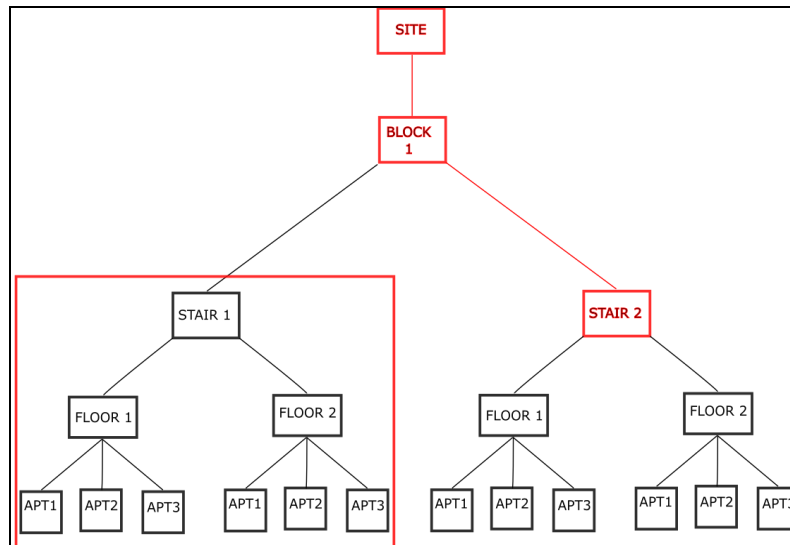 SITE
BLOCK
1
STAIR 1
STAIR 2
FLOOR 1
FLOOR 2
FLOOR 1
FLOOR 2
APT1
APT2
APT3
APT1
APT2
APT3
APT1
APT2
APT3
APT1
APT2
APT3